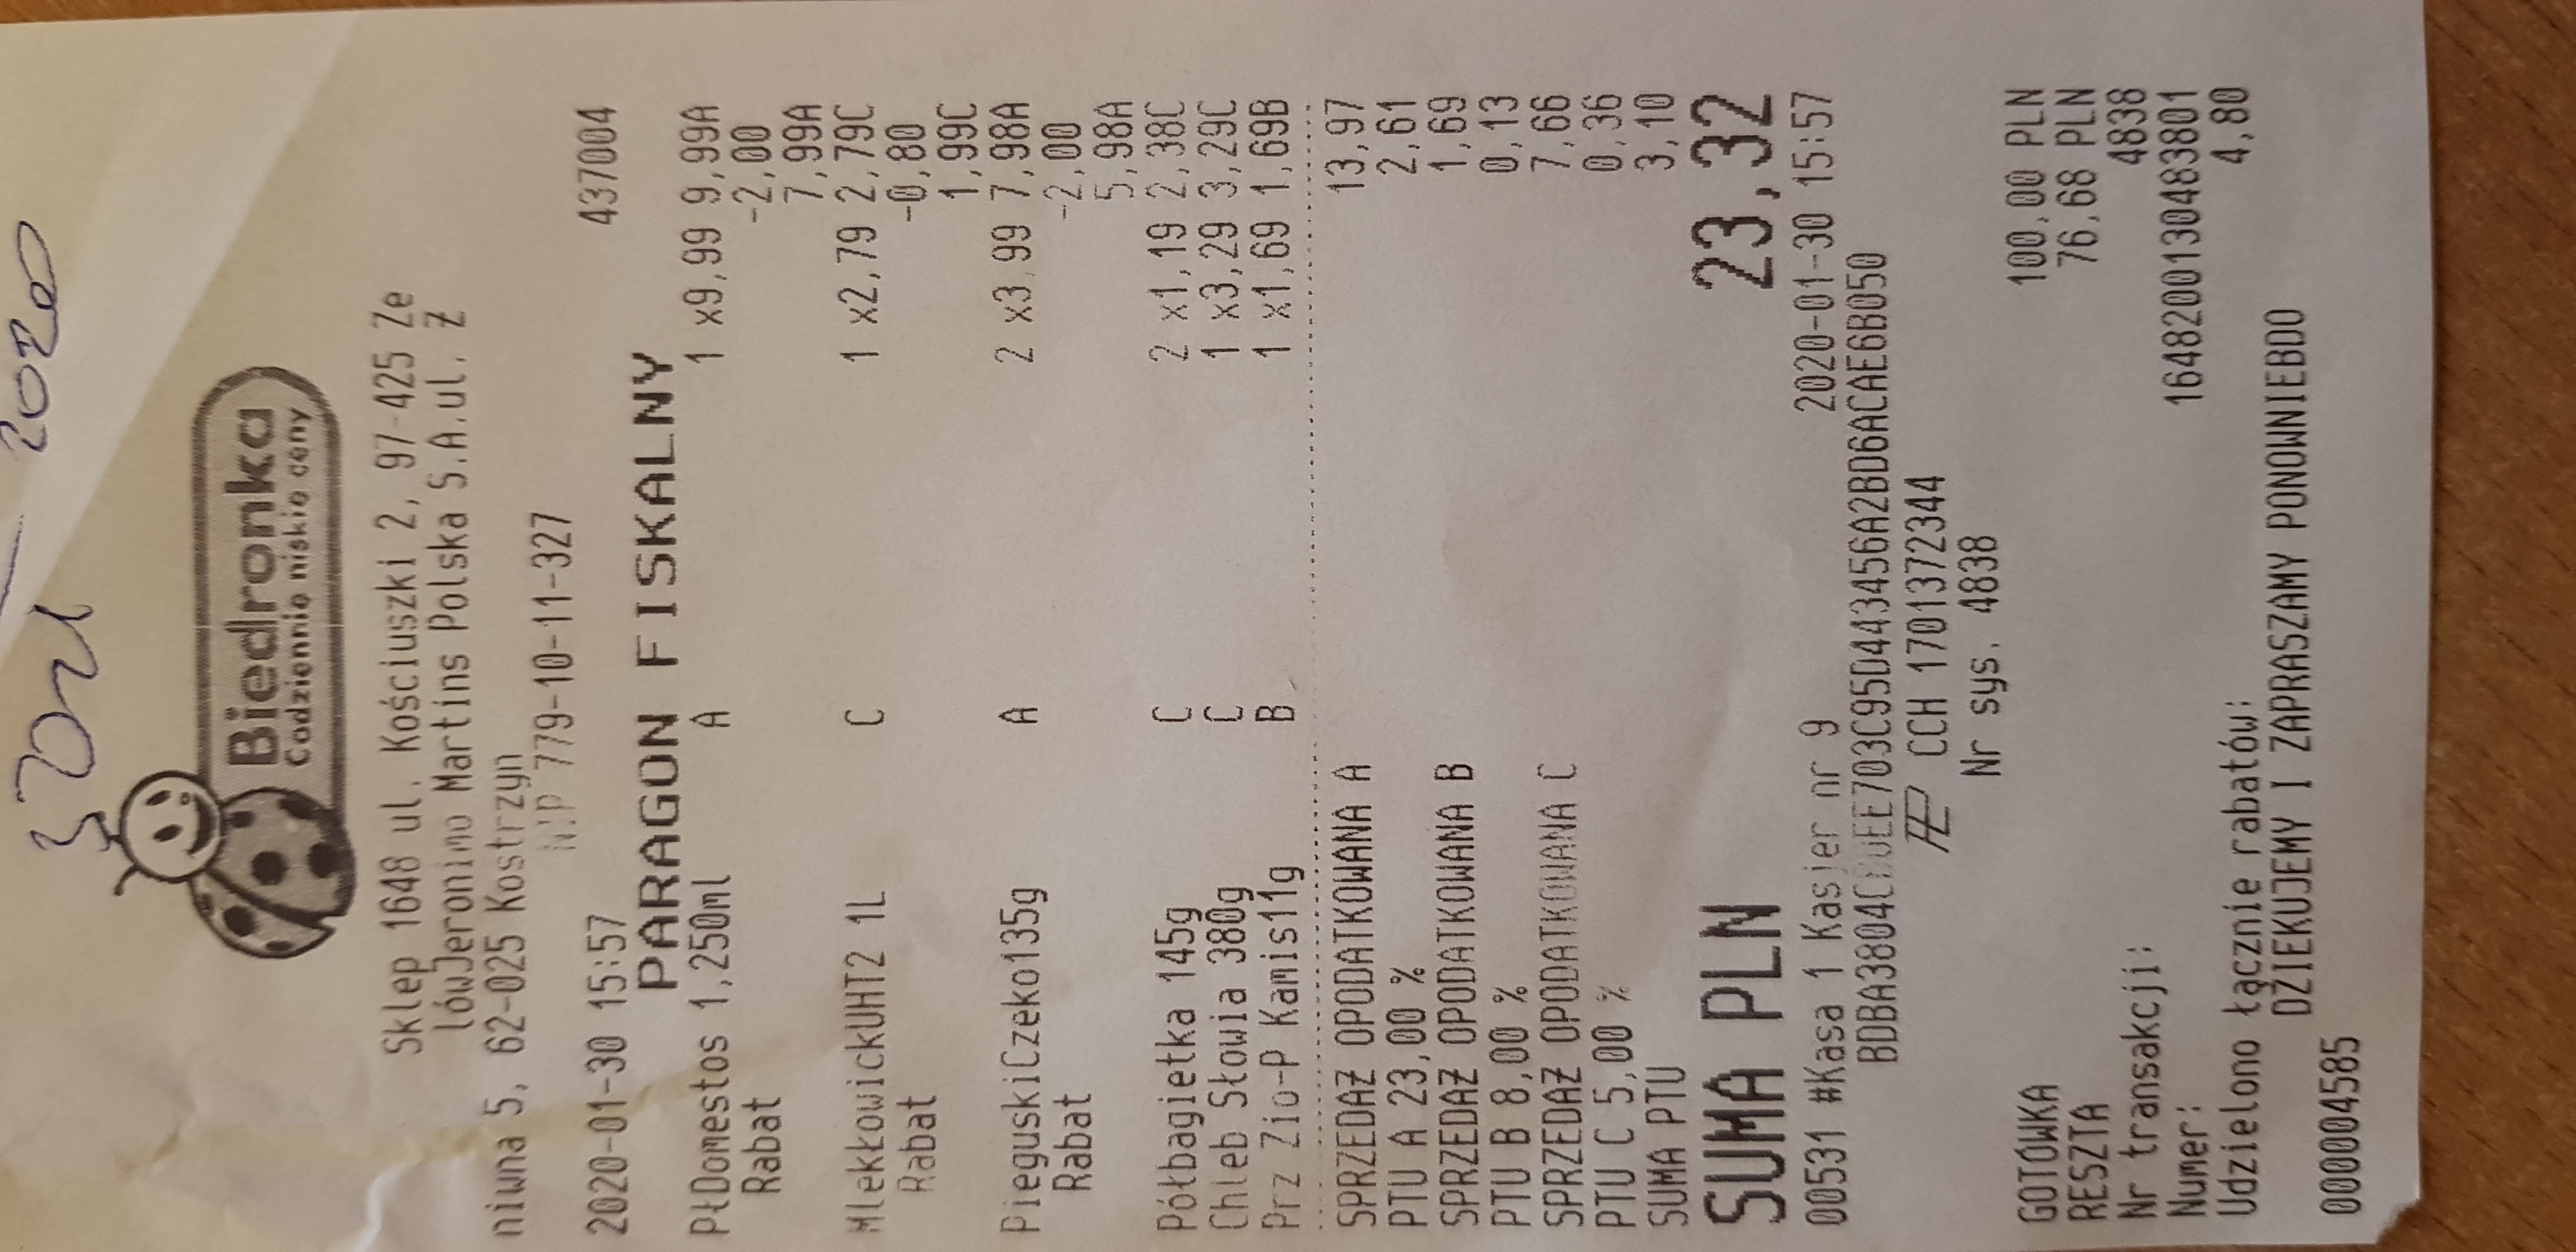 2020
Biedronka
Codziennie niskie ceny
Sklep 1648 ul. Kościuszki 2, 97-425 Ze
lówJeronimo Martins Polska S.A.ul. Ż
niwna 5, 62-025 Kostrzyn
NIP 779-10-11-327
2020-01-30 15:57 437004
PARAGON FISKALNY
PłDomestos 1,250ml A 1 x9,99 9,99A
Rabat -2,00
7,99A
MlekŁowickUHT2 1L C 1 x2,79 2,79C
Rabat -0,80
1,99C
PieguskiCzeko135g A 2 x3,99 7,98A
Rabat -2,00
5,98A
Półbagietka 145g C 2 x1,19 2,38C
Chleb Słowia 380g C 1 x3,29 3,29C
Prz Zio-P Kamis11g B 1 x1,69 1,69B
SPRZEDAŻ OPODATKOWANA A 13,97
PTU A 23,00 % 2,61
SPRZEDAŻ OPODATKOWANA B 1,69
PTU B 8,00 % 0,13
SPRZEDAŻ OPODATKOWANA C 7,66
PTU C 5,00 % 0,36
SUMA PTU 3,10
SUMA PLN 23,32
00531 #Kasa 1 Kasjer nr 9 2020-01-30 15:57
CCH 1701372344
Nr sys. 4838
GOTÓWKA 100,00 PLN
RESZTA 76,68 PLN
Nr transakcji: 4838
Numer: 1648200130483801
Udzielono łącznie rabatów: 4,80
DZIEKUJEMY I ZAPRASZAMY PONOWNIEBDO
000004585